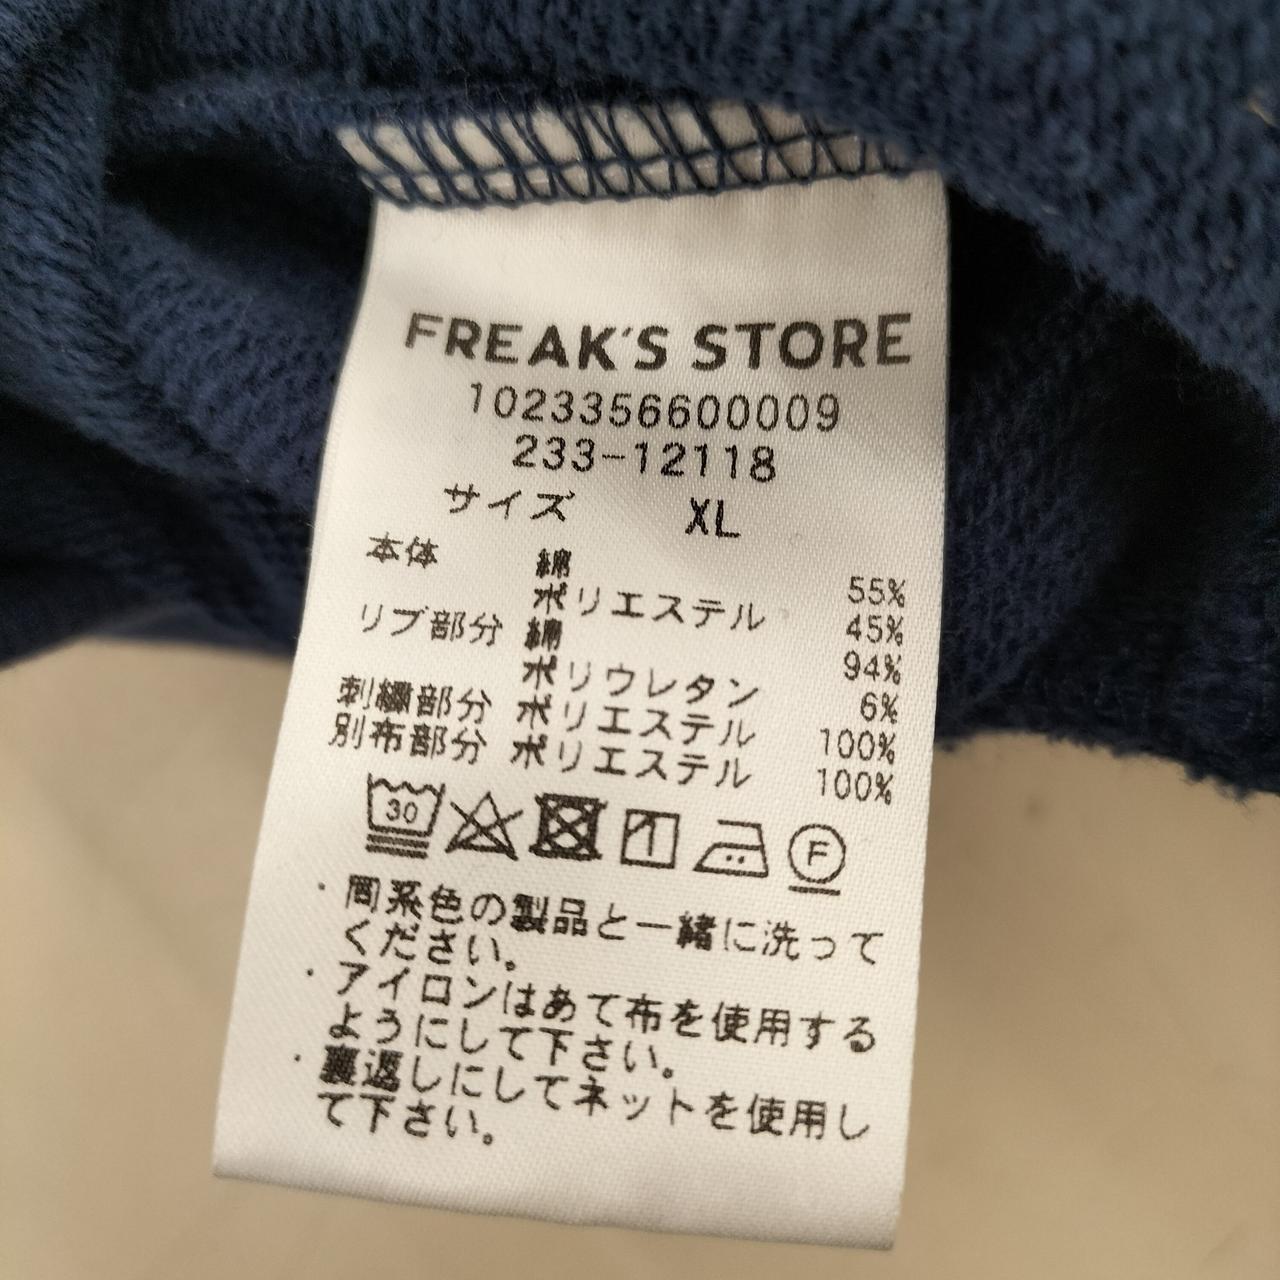 FREAK'S STORE
1023356600009
233-12118
サイズ XL
本体 綿 55%
ポリエステル 45%
リブ部分 綿 94%
ポリウレタン 6%
刺繍部分 ポリエステル 100%
別布部分 ポリエステル 100%
30 F
・同系色の製品と一緒に洗って
ください。
・アイロンはあて布を使用する
ようにして下さい。
・裏返しにしてネットを使用し
て下さい。